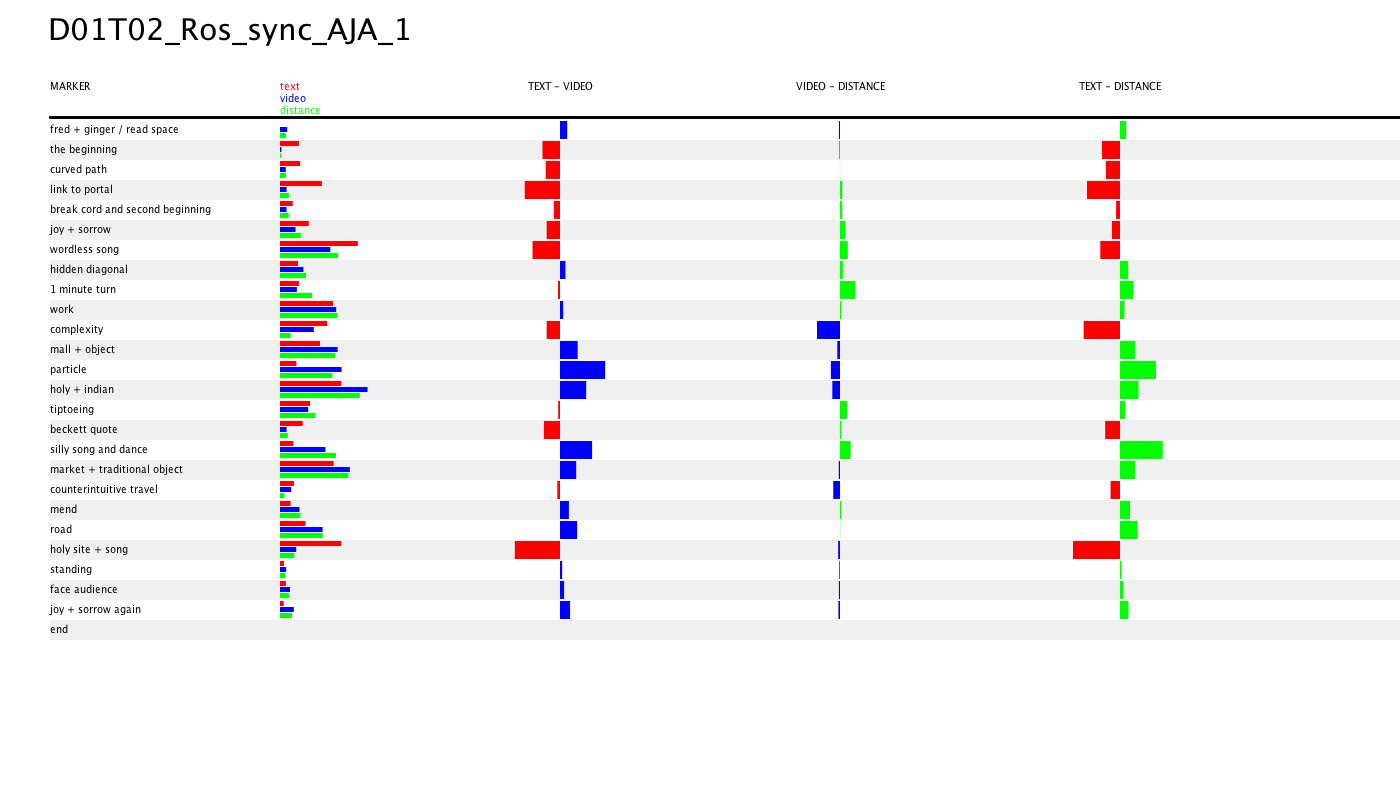 D01T02_Ros_sync_AJA_1
MARKER
text
video
distance
TEXT – VIDEO
VIDEO – DISTANCE
TEXT – DISTANCE
fred + ginger / read space
the beginning
curved path
link to portal
break cord and second beginning
joy + sorrow
wordless song
hidden diagonal
1 minute turn
work
complexity
mall + object
particle
holy + indian
tiptoeing
beckett quote
silly song and dance
market + traditional object
counterintuitive travel
mend
road
holy site + song
standing
face audience
joy + sorrow again
end